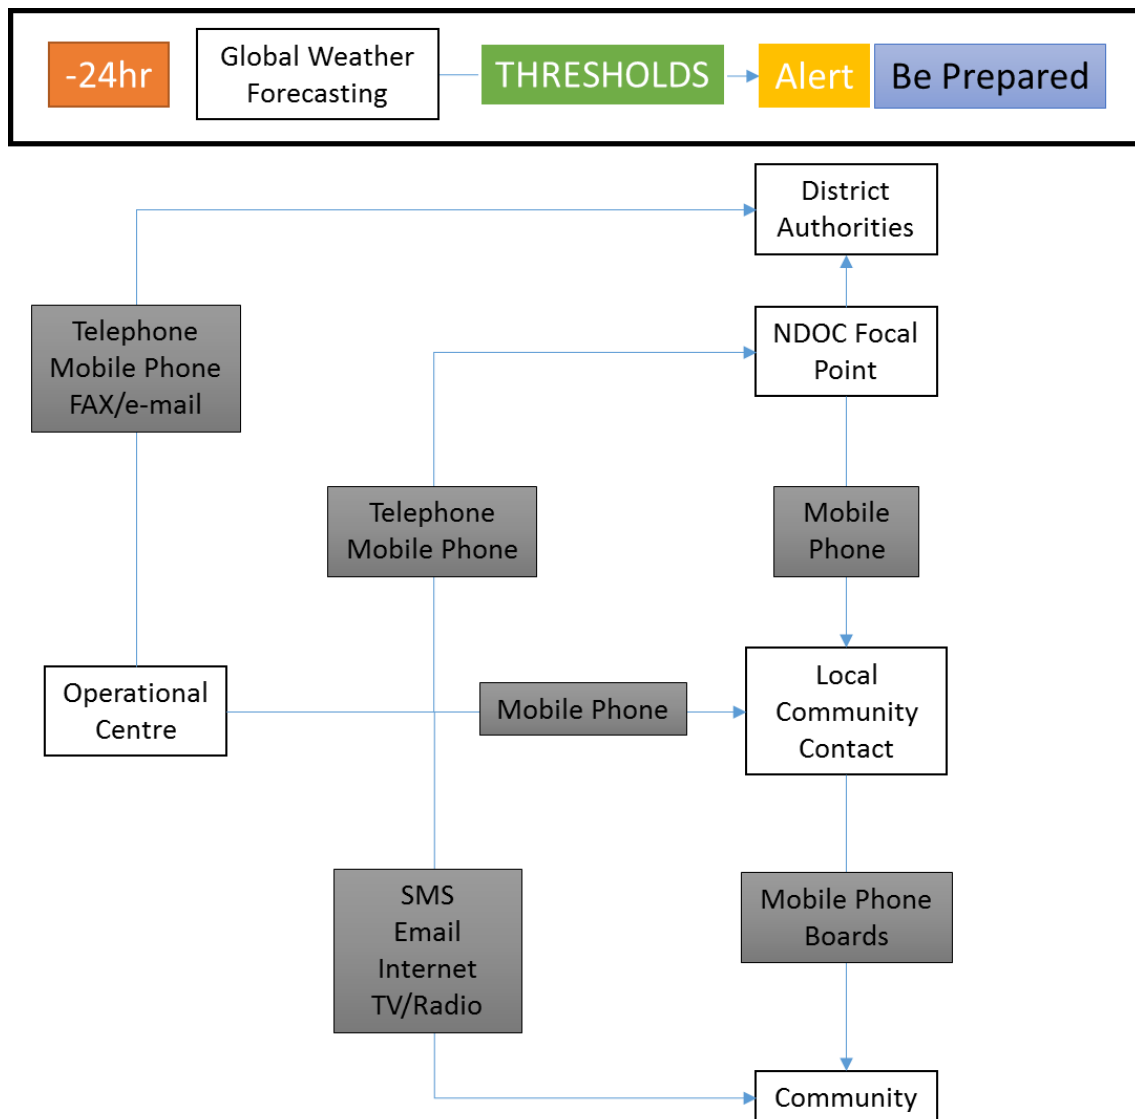 -24hr
Global Weather
Forecasting
THRESHOLDS
Alert
Be Prepared
District
Authorities
Telephone
Mobile Phone
FAX/e-mail
NDOC Focal
Point
Telephone
Mobile Phone
Mobile
Phone
Operational
Centre
Mobile Phone
Local
Community
Contact
SMS
Email
Internet
TV/Radio
Mobile Phone
Boards
Community